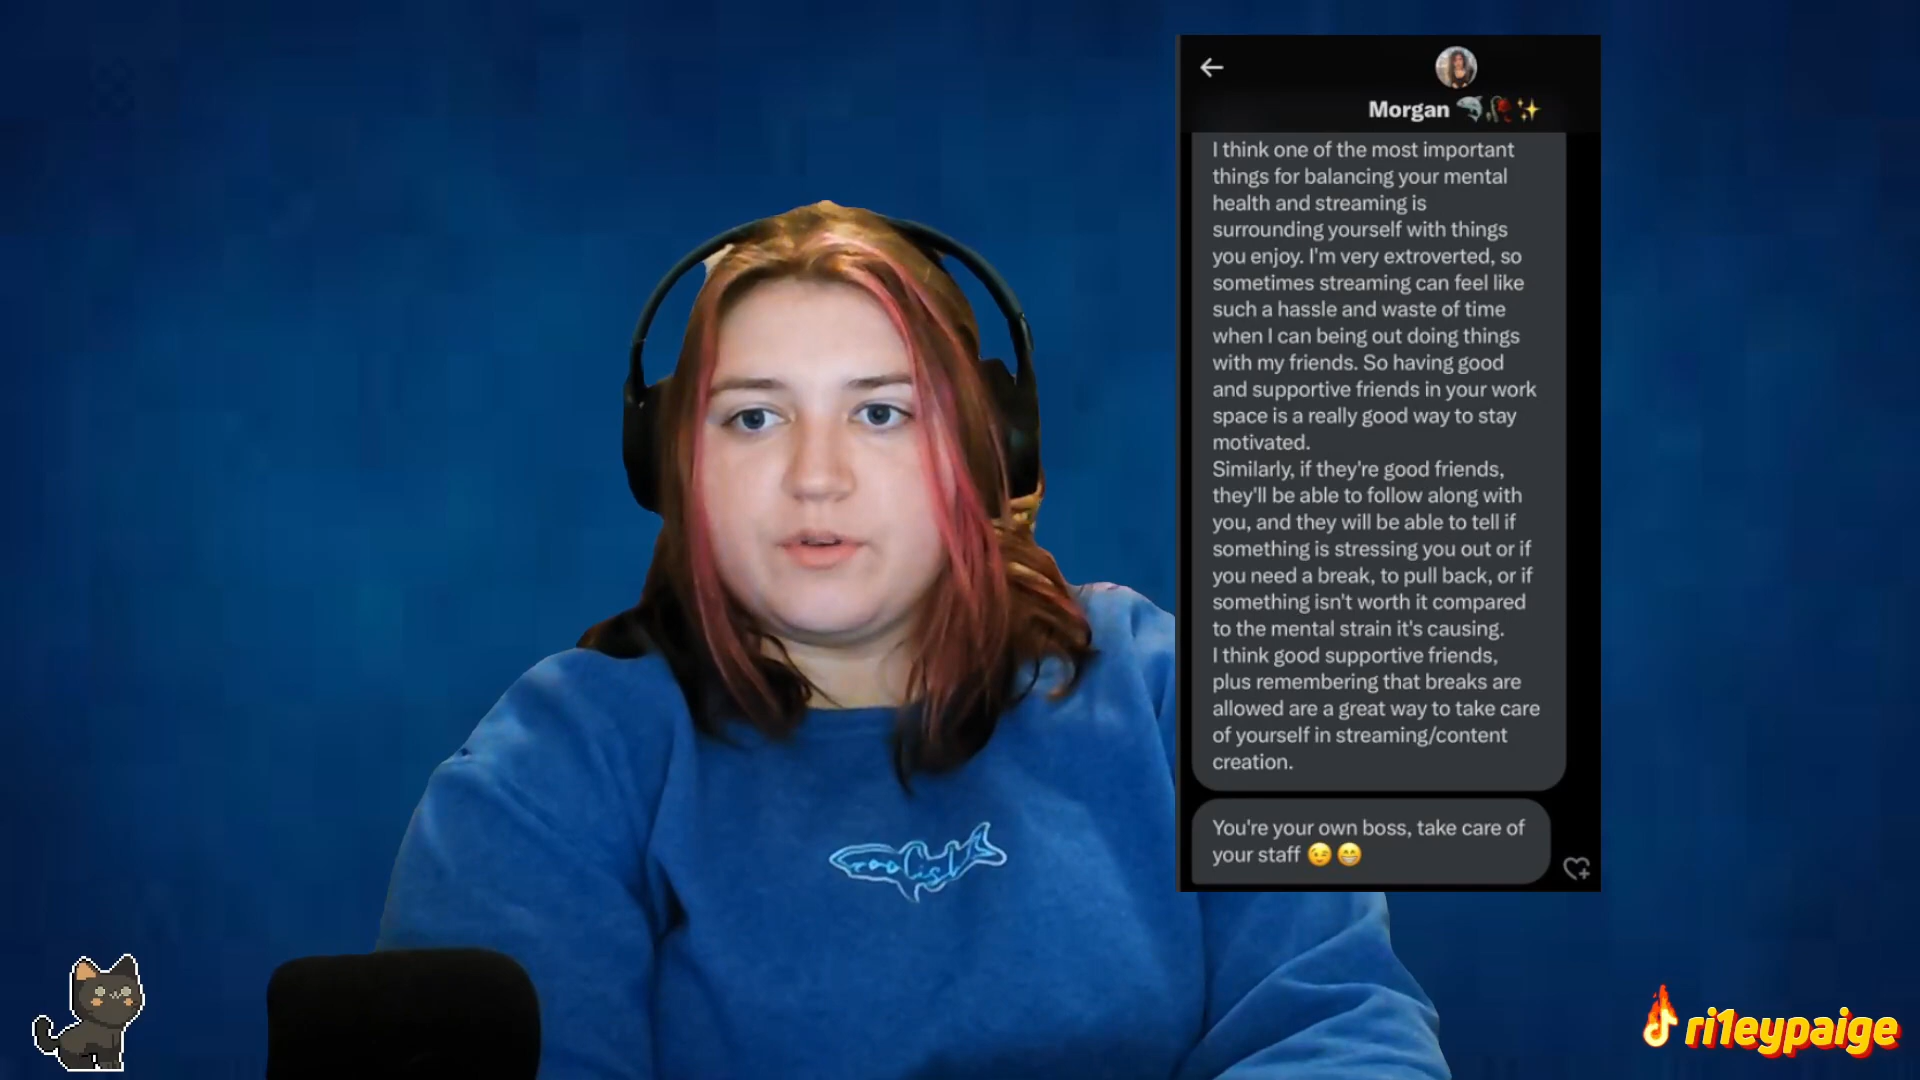 Morgan 🦈🥀✨
I think one of the most important
things for balancing your mental
health and streaming is
surrounding yourself with things
you enjoy. I'm very extroverted, so
sometimes streaming can feel like
such a hassle and waste of time
when I can being out doing things
with my friends. So having good
and supportive friends in your work
space is a really good way to stay
motivated.
Similarly, if they're good friends,
they'll be able to follow along with
you, and they will be able to tell if
something is stressing you out or if
you need a break, to pull back, or if
something isn't worth it compared
to the mental strain it's causing.
I think good supportive friends,
plus remembering that breaks are
allowed are a great way to take care
of yourself in streaming/content
creation.
You're your own boss, take care of
your staff 😉😁
zoofish
ri1eypaige